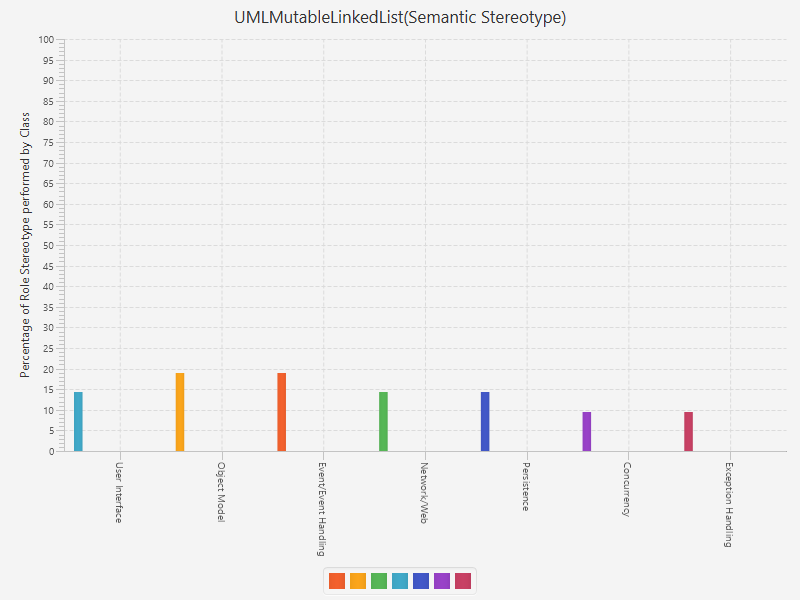 UMLMutableLinkedList(Semantic Stereotype)
Percentage of Role Stereotype performed by Class
100
95
90
85
80
75
70
65
60
55
50
45
40
35
30
25
20
15
10
5
0
User Interface
Object Model
Event/Event Handling
Network/Web
Persistence
Concurrency
Exception Handling